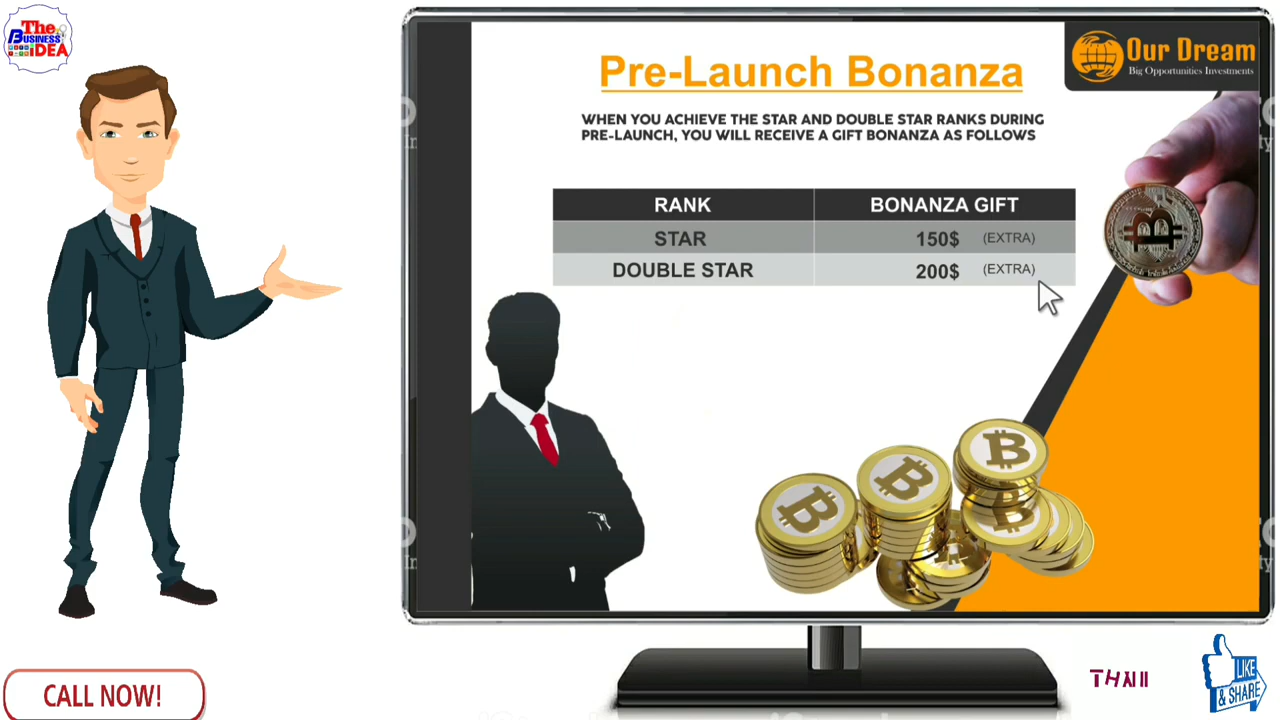 The
BUSINESS
iDEA
Our Dream
Big Opportunities Investments
Pre-Launch Bonanza
WHEN YOU ACHIEVE THE STAR AND DOUBLE STAR RANKS DURING
PRE-LAUNCH, YOU WILL RECEIVE A GIFT BONANZA AS FOLLOWS
RANK BONANZA GIFT
STAR 150$ (EXTRA)
DOUBLE STAR 200$ (EXTRA)
CALL NOW!
LIKE
& SHARE